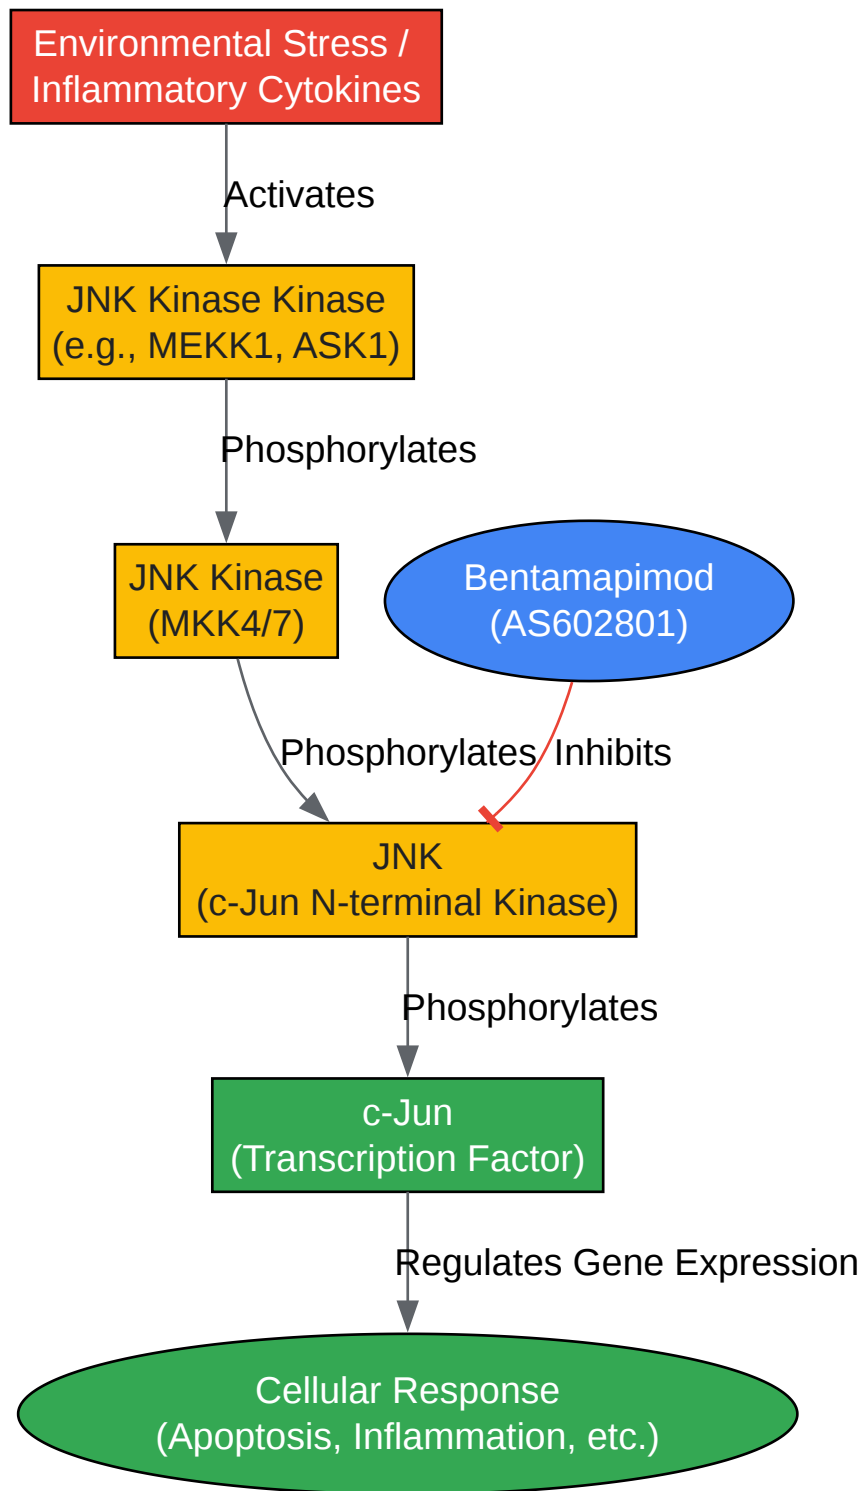 Environmental Stress /
Inflammatory Cytokines
Activates
JNK Kinase Kinase
(e.g., MEKK1, ASK1)
Phosphorylates
JNK Kinase
(MKK4/7)
Bentamapimod
(AS602801)
Phosphorylates
Inhibits
JNK
(c-Jun N-terminal Kinase)
Phosphorylates
c-Jun
(Transcription Factor)
Regulates Gene Expression
Cellular Response
(Apoptosis, Inflammation, etc.)